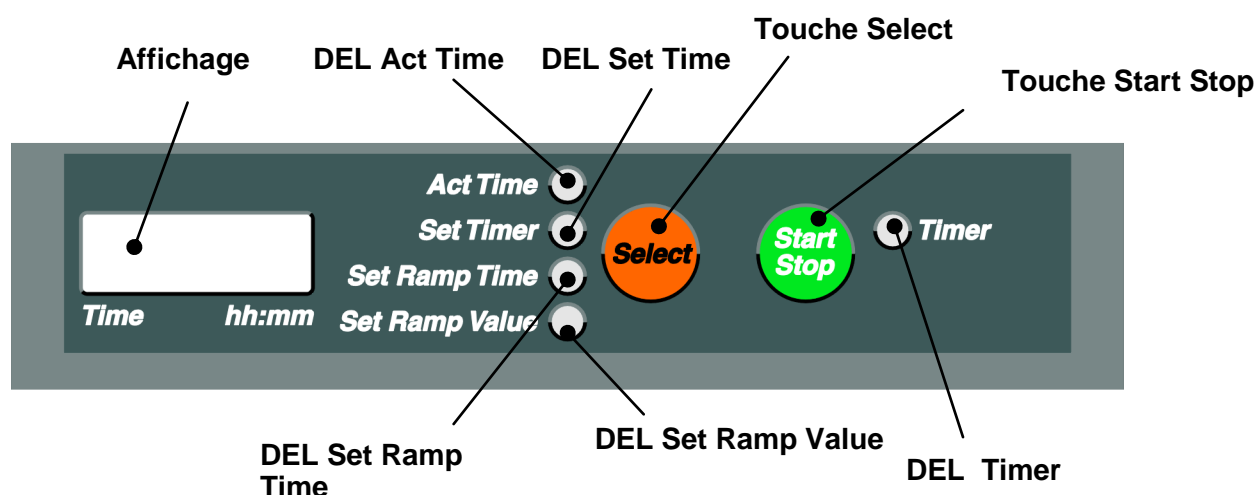 Touche Select
Affichage
DEL Act Time
DEL Set Time
Touche Start Stop
Act Time
Set Timer
Select
Start
Stop
Timer
Set Ramp Time
Time
hh:mm
Set Ramp Value
DEL Set Ramp
Time
DEL Set Ramp Value
DEL Timer